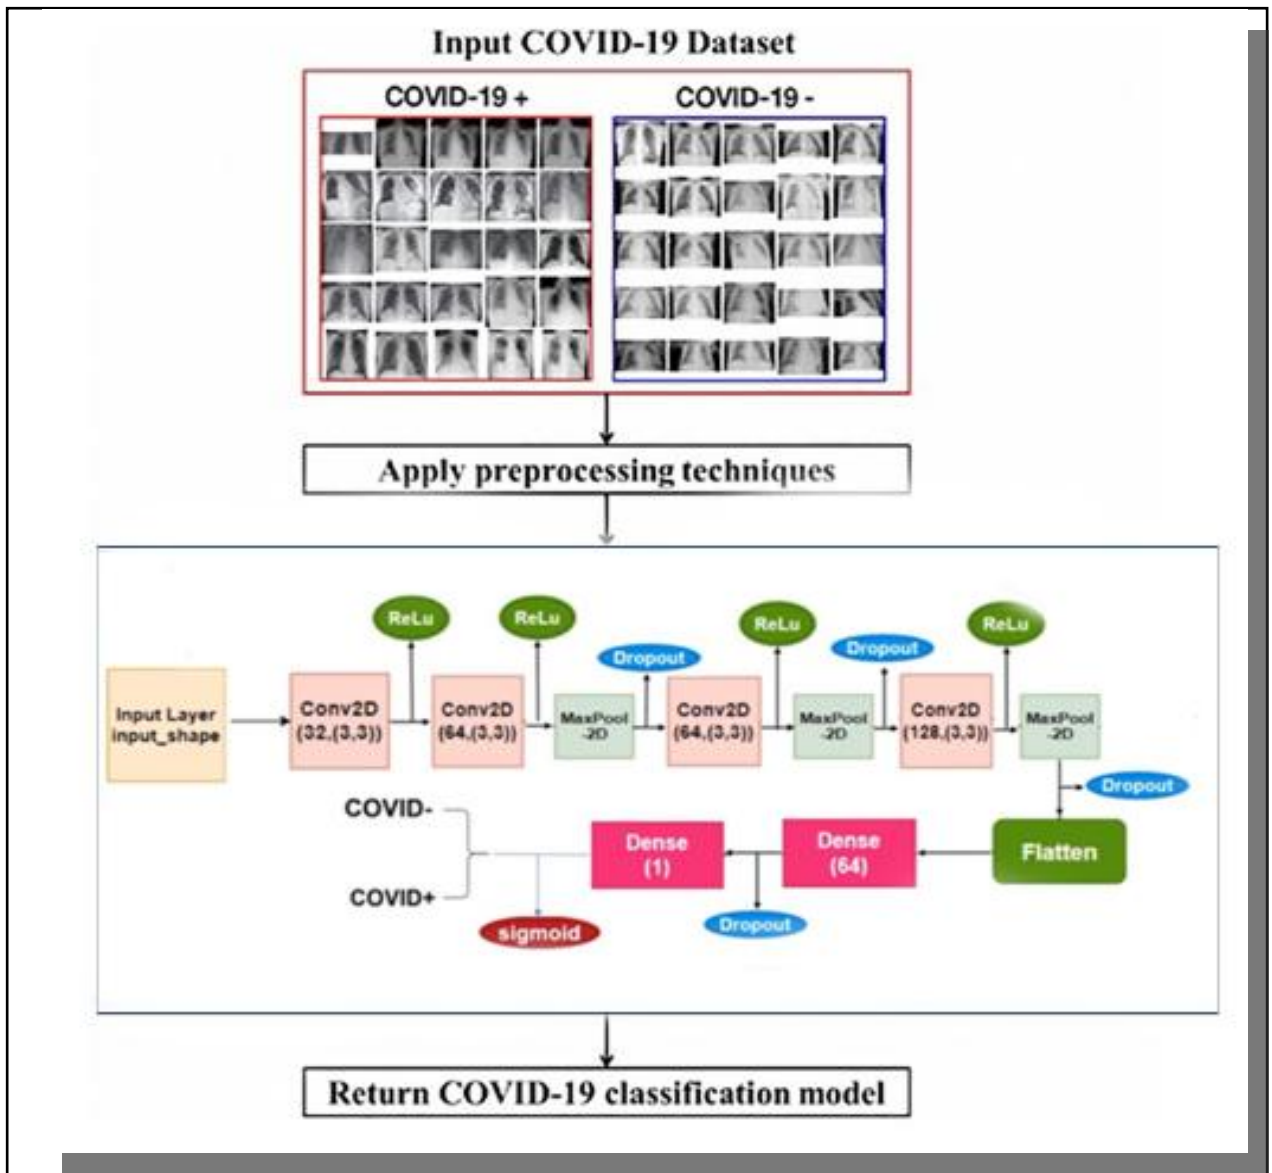 Input COVID-19 Dataset
COVID-19 +
COVID-19 -
Apply preprocessing techniques
ReLu
ReLu
ReLu
ReLu
Dropout
Dropout
Input Layer
input_shape
Conv2D
(32,(3,3))
Conv2D
(64,(3,3))
MaxPool
-2D
Conv2D
(64,(3,3))
MaxPool
-2D
Conv2D
(128,(3,3))
MaxPool
-2D
Dropout
Flatten
Dense
(64)
Dropout
Dense
(1)
sigmoid
COVID-
COVID+
Return COVID-19 classification model